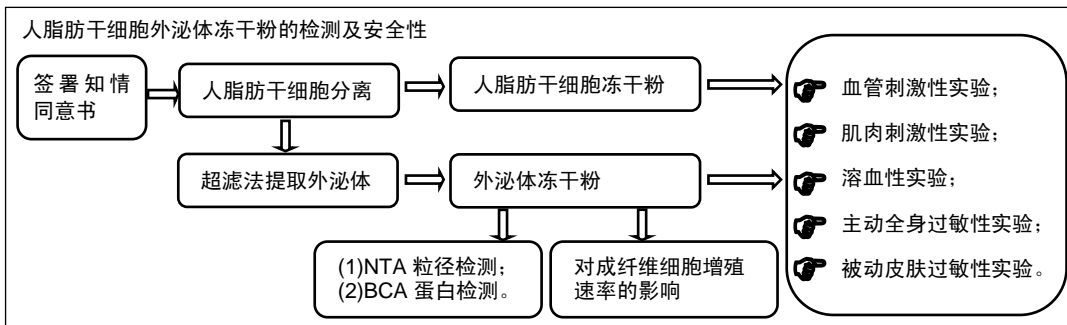 人脂肪干细胞外泌体冻干粉的检测及安全性
签署知情
同意书
人脂肪干细胞分离
人脂肪干细胞冻干粉
超滤法提取外泌体
外泌体冻干粉
(1)NTA 粒径检测；
(2)BCA 蛋白检测。
对成纤维细胞增殖
速率的影响
血管刺激性实验；
肌肉刺激性实验；
溶血性实验；
主动全身过敏性实验；
被动皮肤过敏性实验。